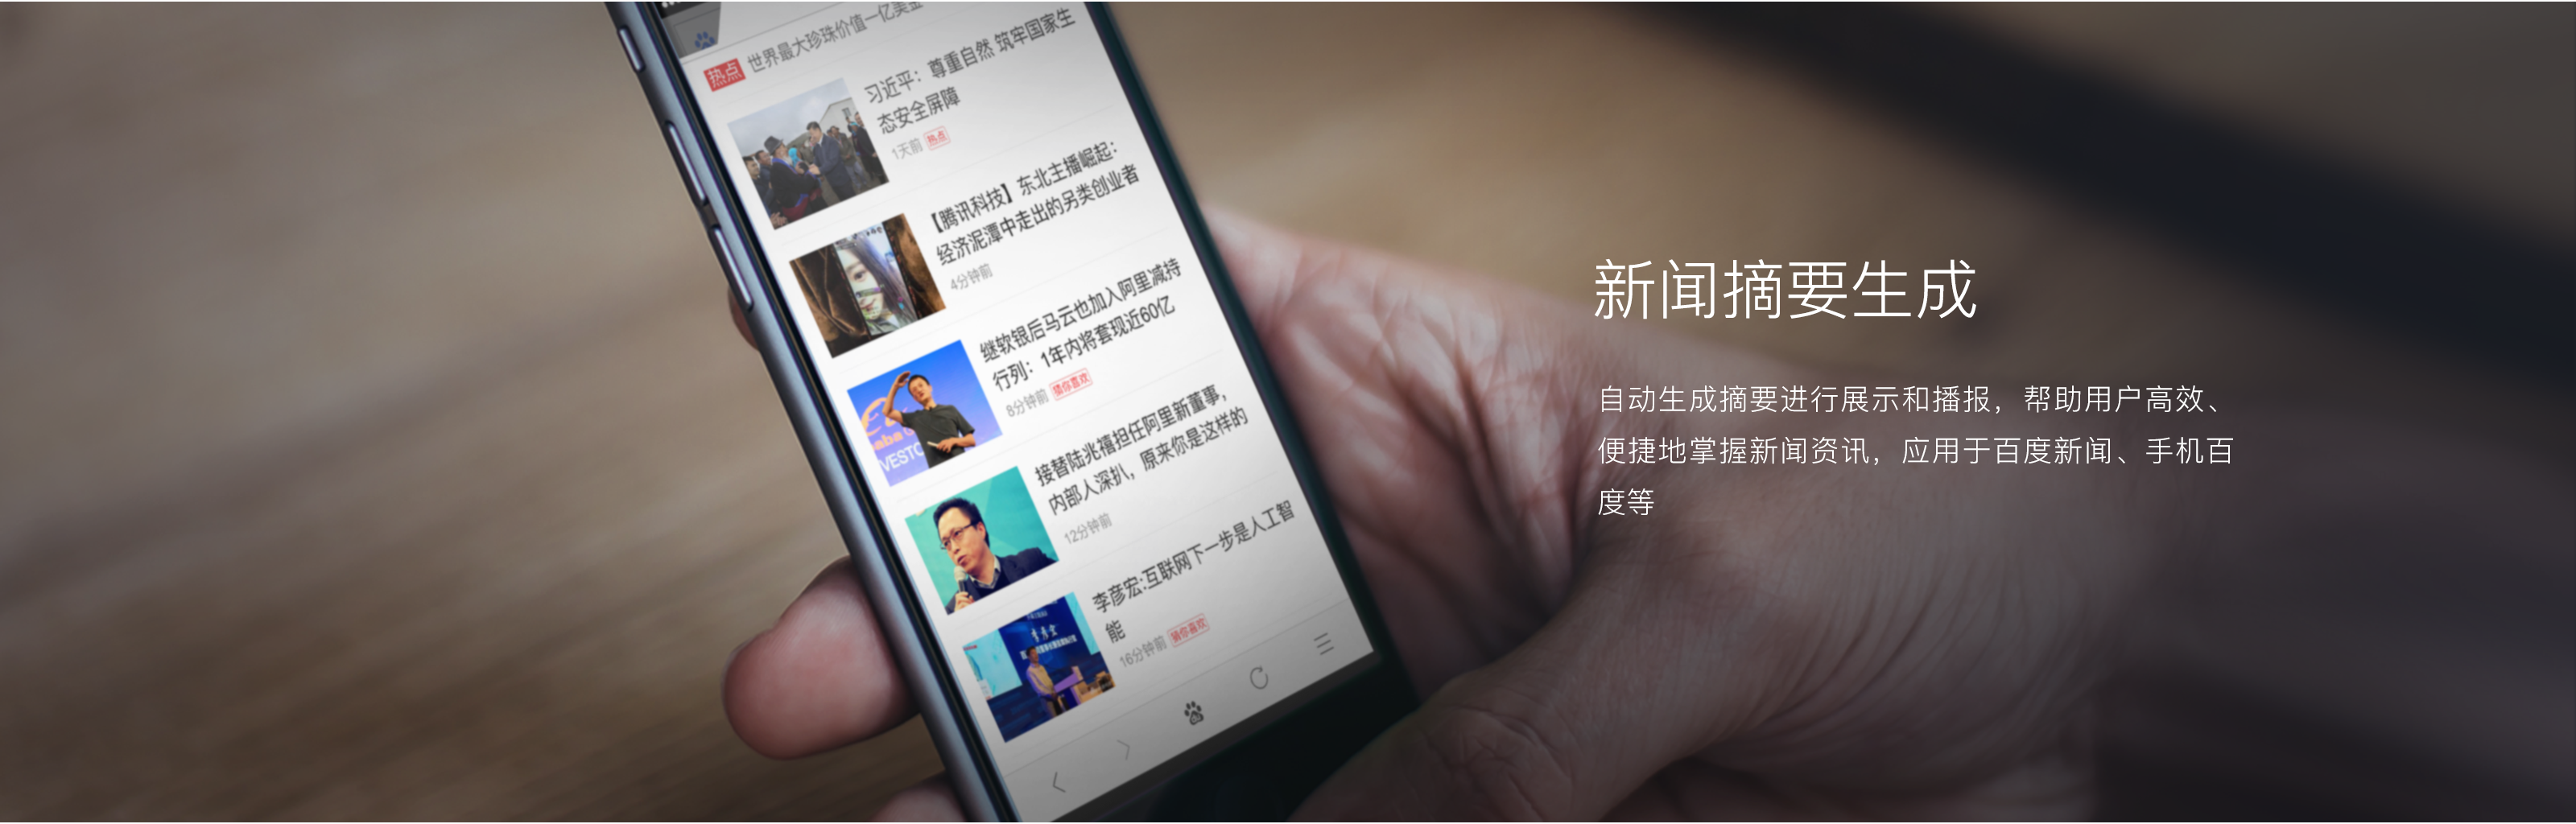 世界最大珍珠价值一亿美金
热点
习近平：尊重自然 筑牢国家生
态安全屏障
1天前 热点
【腾讯科技】东北主播崛起：
经济泥潭中走出的另类创业者
4分钟前
继软银后马云也加入阿里减持
行列：1年内将套现近60亿
8分钟前 猜你喜欢
接替陆兆禧担任阿里新董事，
内部人深扒，原来你是这样的
12分钟前
李彦宏:互联网下一步是人工智
能
16分钟前 猜你喜欢
李彦宏
baba
VESTO
新闻摘要生成
自动生成摘要进行展示和播报，帮助用户高效、
便捷地掌握新闻资讯，应用于百度新闻、手机百
度等